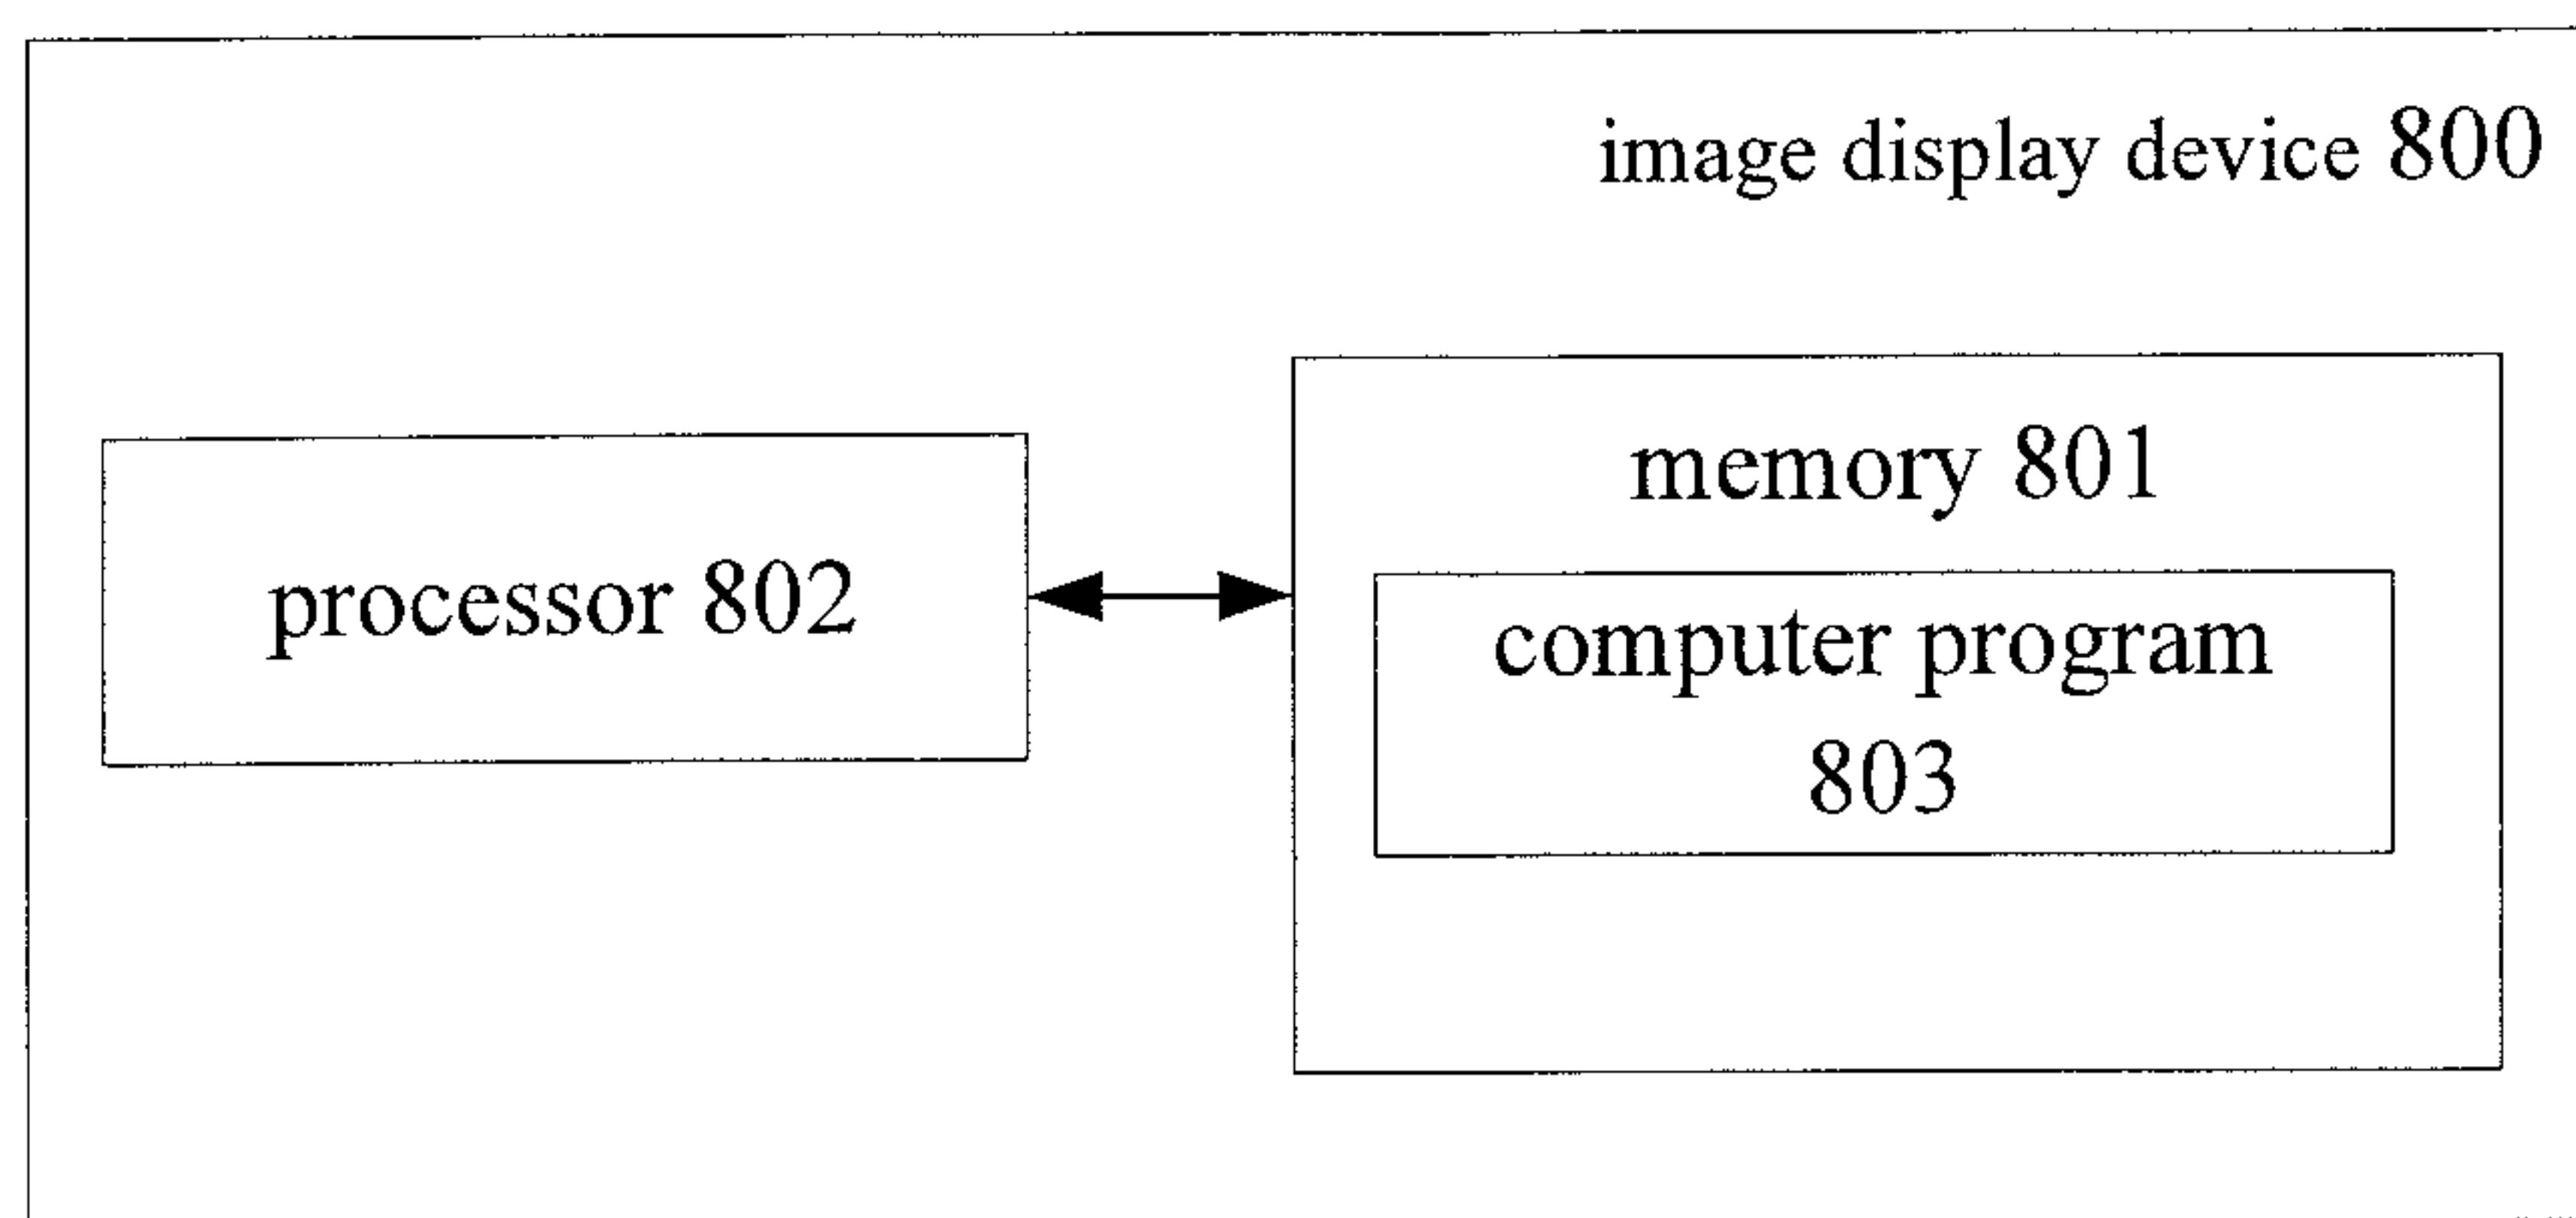 image display device 800
memory 801
processor 802
computer program
803